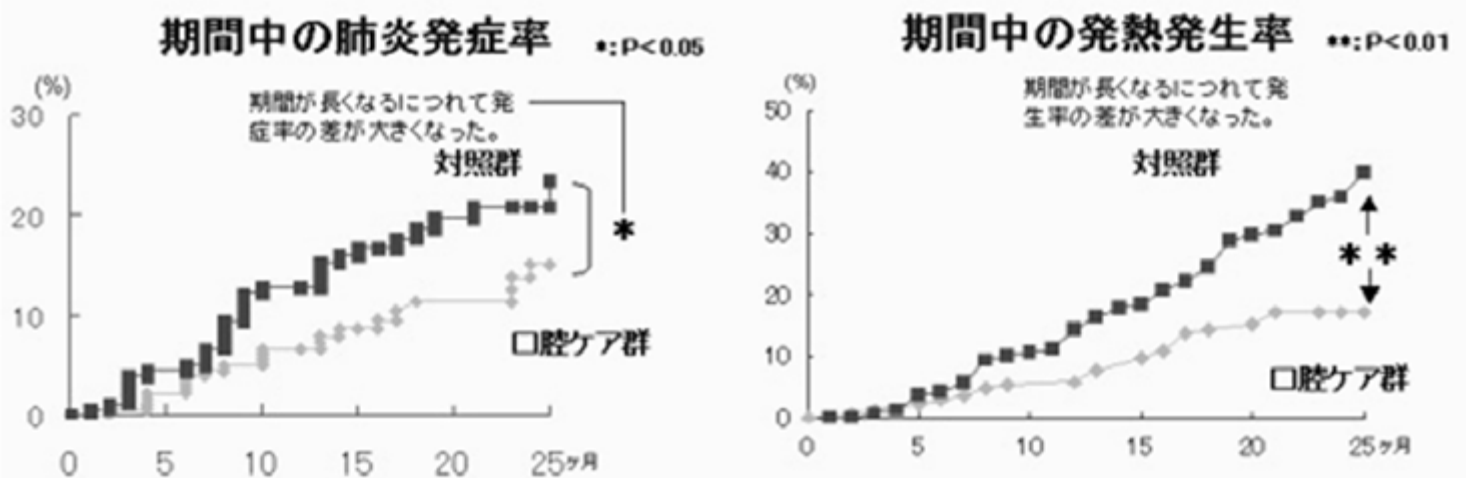 期間中の肺炎発症率 *:P<0.05
(%)
期間が長くなるにつれて発
症率の差が大きくなった。
対照群
30
20
10
0
*
口腔ケア群
0 5 10 15 20 25ヶ月
期間中の発熱発生率 **:P<0.01
(%)
期間が長くなるにつれて発
生率の差が大きくなった。
対照群
50
40
30
20
10
0
* *
口腔ケア群
0 5 10 15 20 25ヶ月